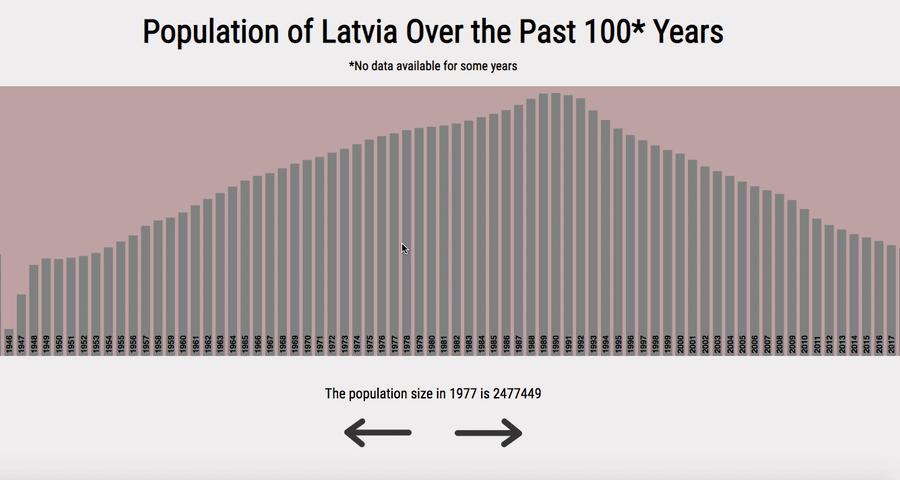 Population of Latvia Over the Past 100* Years
*No data available for some years
1946 1947 1948 1949 1950 1951 1952 1953 1954 1955 1956 1957 1958 1959 1960 1961 1962 1963 1964 1965 1966 1967 1968 1969 1970 1971 1972 1973 1974 1975 1976 1977 1978 1979 1980 1981 1982 1983 1984 1985 1986 1987 1988 1989 1990 1991 1992 1993 1994 1995 1996 1997 1998 1999 2000 2001 2002 2003 2004 2005 2006 2007 2008 2009 2010 2011 2012 2013 2014 2015 2016 2017
The population size in 1977 is 2477449